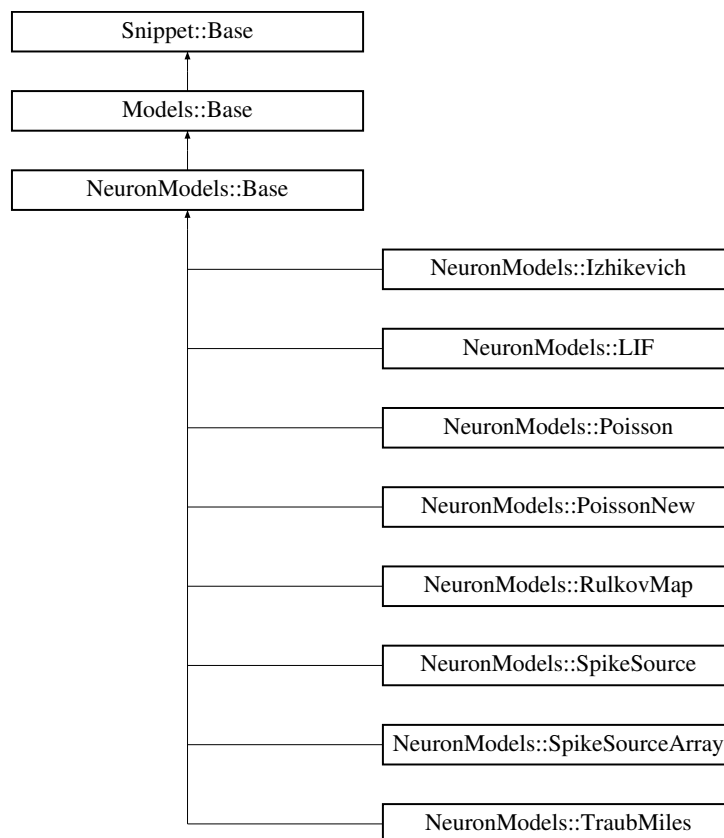 Snippet::Base
Models::Base
NeuronModels::Base
NeuronModels::Izhikevich
NeuronModels::LIF
NeuronModels::Poisson
NeuronModels::PoissonNew
NeuronModels::RulkovMap
NeuronModels::SpikeSource
NeuronModels::SpikeSourceArray
NeuronModels::TraubMiles